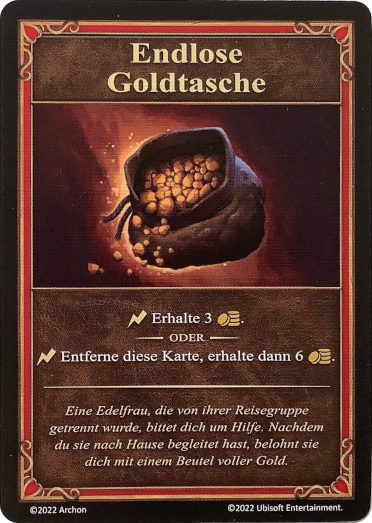 Endlose
Goldtasche
Erhalte 3 .
ODER
Entferne diese Karte, erhalte dann 6 .
Eine Edelfrau, die von ihrer Reisegruppe
getrennt wurde, bittet dich um Hilfe. Nachdem
du sie nach Hause begleitet hast, belohnt sie
dich mit einem Beutel voller Gold.
©2022 Archon
©2022 Ubisoft Entertainment.